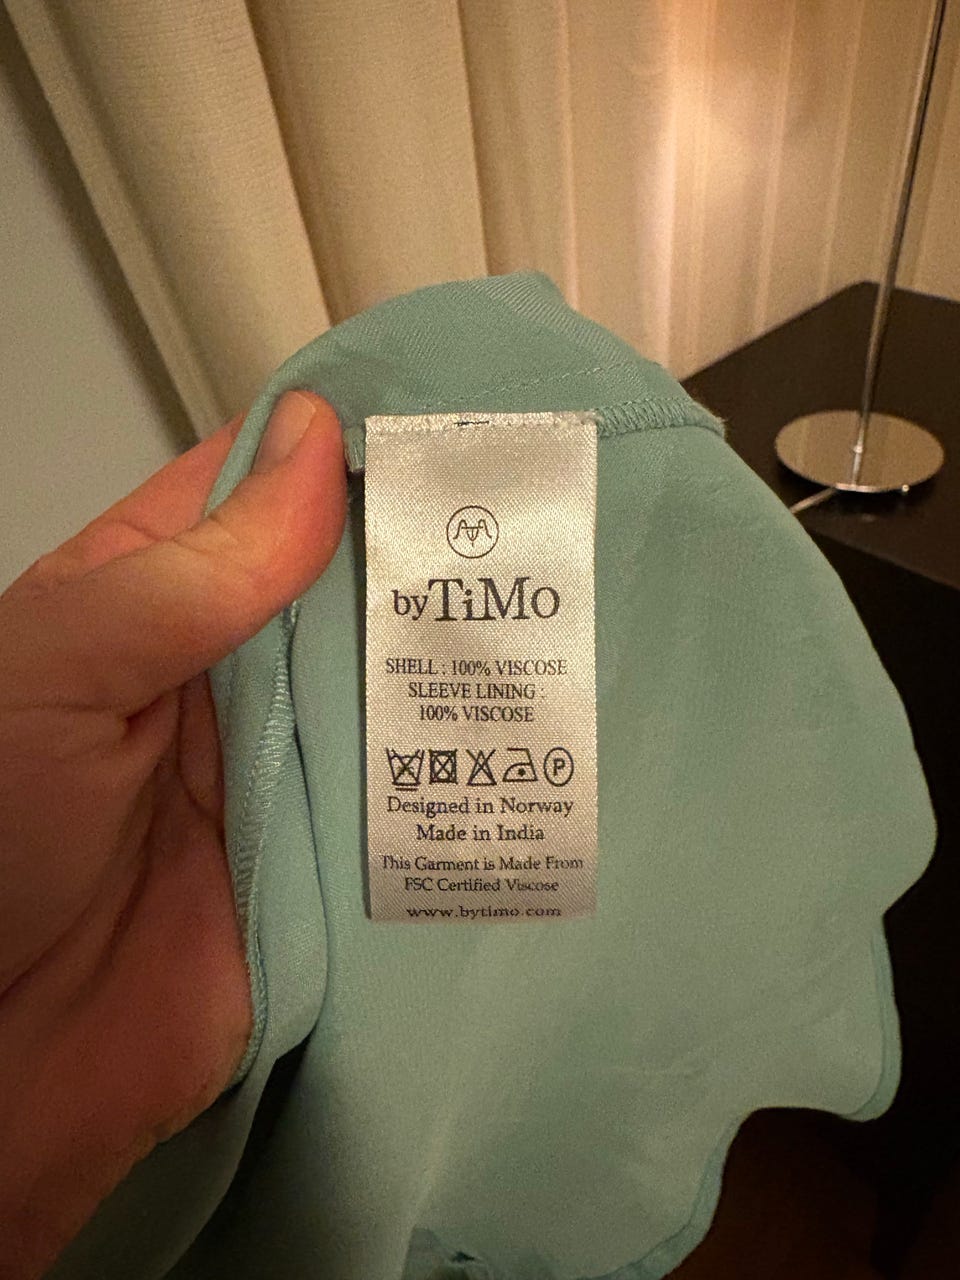 byTiMo
SHELL : 100% VISCOSE
SLEEVE LINING :
100% VISCOSE
P
Designed in Norway
Made in India
This Garment is Made From
FSC Certified Viscose
www.bytimo.com